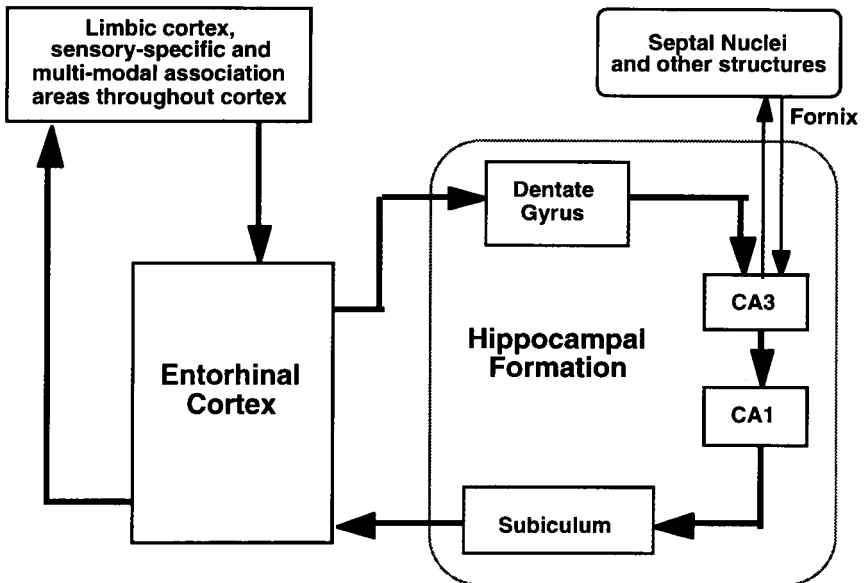 Limbic cortex,
sensory-specific and
multi-modal association
areas throughout cortex
Septal Nuclei
and other structures
Fornix
Dentate
Gyrus
CA3
Hippocampal
Formation
Entorhinal
Cortex
CA1
Subiculum